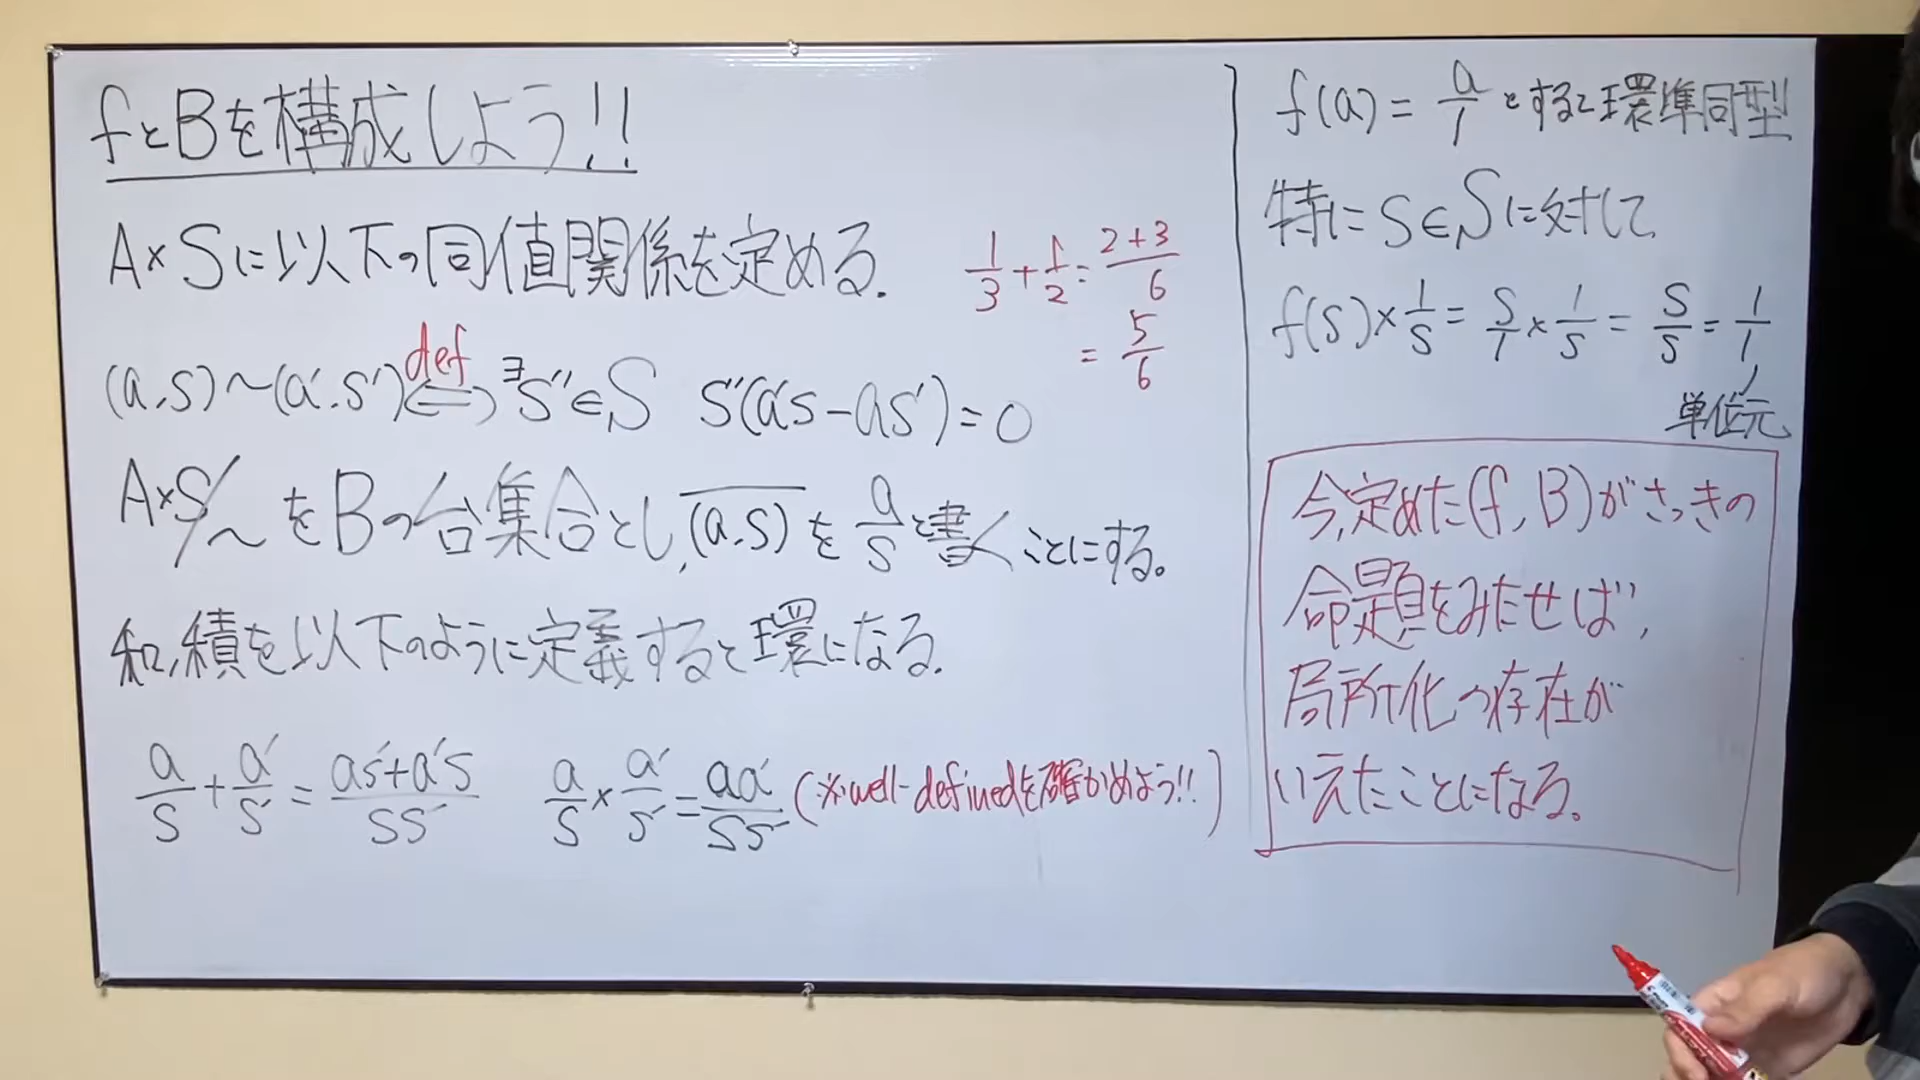 fとBを構成しよう!!
A×Sに以下の同値関係を定める.
(a,s)～(a',s') def⇔ ∃s''∈S s''(a's-as')=0
1/3+1/2=(2+3)/6
=5/6
A×S/～をBの台集合とし,(a,s)‾をa/sと書くことにする。
和,積を以下のように定義すると環になる.
a/s+a'/s'=(as'+a's)/ss' a/s×a'/s'=aa'/ss' (※well-definedを確かめよう!!)
f(a)=a/1とすると環準同型
特にs∈Sに対して
f(s)×1/s=s/1×1/s=s/s=1/1
単位元
今,定めた(f,B)がさっきの
命題をみたせば,
局所化の存在が
いえたことになる。